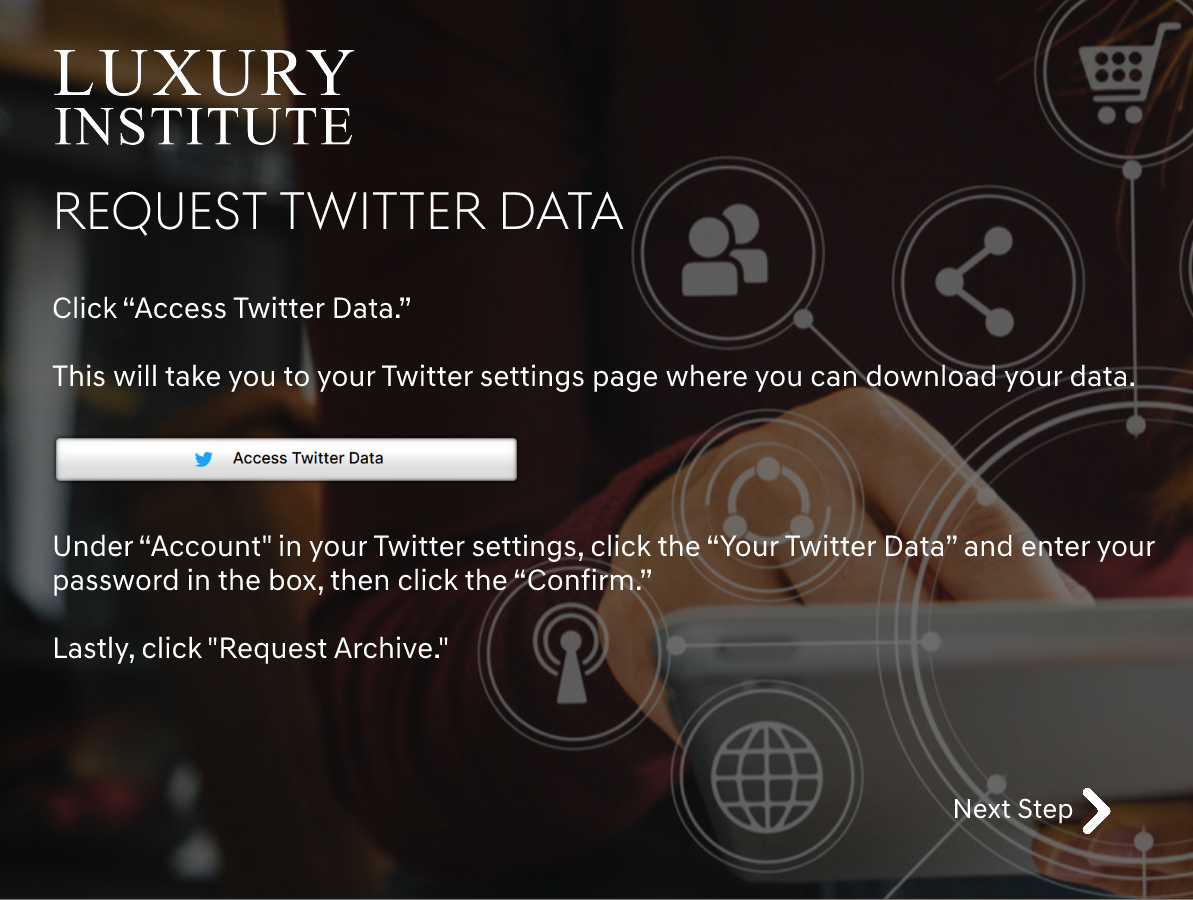 LUXURY
INSTITUTE
REQUEST TWITTER DATA
Click “Access Twitter Data.”
This will take you to your Twitter settings page where you can download your data.
Access Twitter Data
Under “Account" in your Twitter settings, click the “Your Twitter Data” and enter your
password in the box, then click the “Confirm.”
Lastly, click "Request Archive."
Next Step